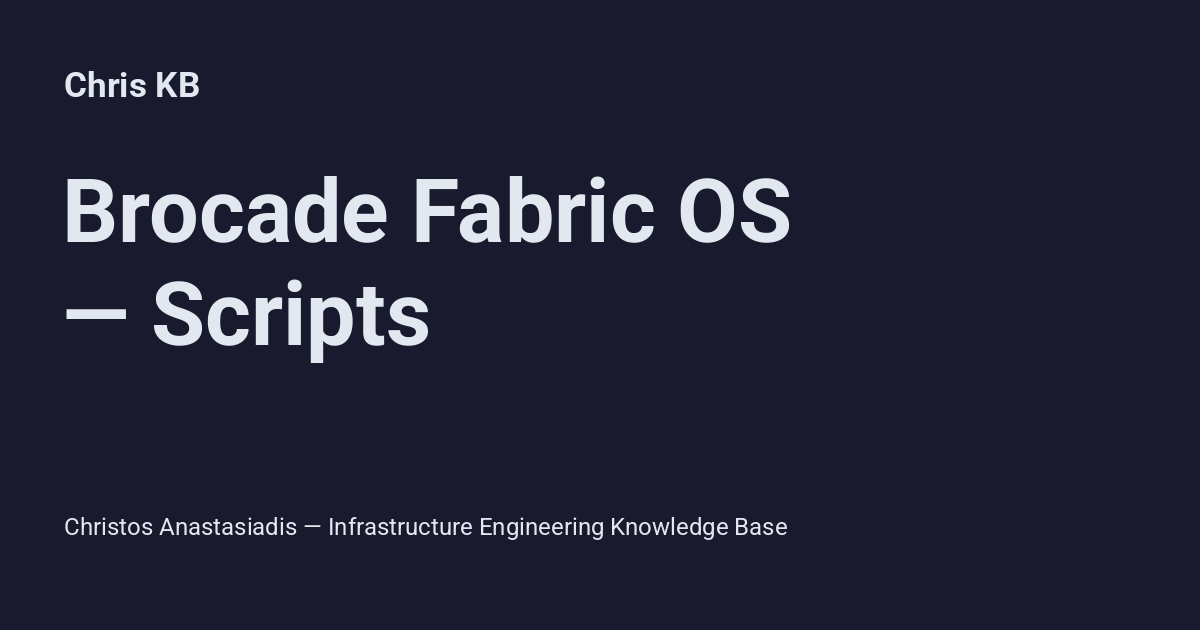 Chris KB
Brocade Fabric OS
— Scripts
Christos Anastasiadis — Infrastructure Engineering Knowledge Base